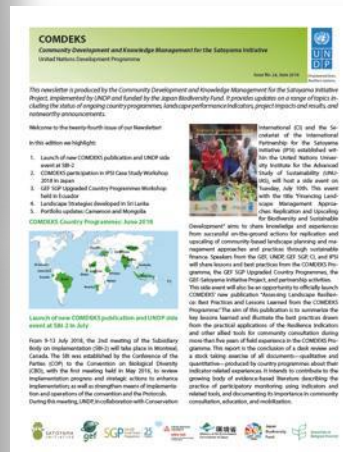 COMDEKS
Community Development and Knowledge Management for the Satoyama Initiative
United Nations Development Programme
U N
D P
Issue No. 24, June 2018
This newsletter is produced by the Community Development and Knowledge Management for the Satoyama Initiative
Project, implemented by UNDP and funded by the Japan Biodiversity Fund. It provides updates on a range of topics in-
cluding the status of ongoing country programmes, landscape performance indicators, project impacts and results, and
noteworthy announcements.
Welcome to the twenty-fourth issue of our Newsletter!
In this edition we highlight:
1. Launch of new COMDEKS publication and UNDP side
event at SBI-2
2. COMDEKS participation in IPSI Case Study Workshop
2018 in Japan
3. GEF SGP Upgraded Countries Programmes Workshop
held in Ecuador
4. Landscape Strategies developed in Sri Lanka
5. Portfolio updates: Cameroon and Mongolia
COMDEKS Country Programmes: June 2018
Launch of new COMDEKS publication and UNDP side
event at SBI-2 in July
From 9-13 July 2018, the 2nd meeting of the Subsidiary
Body on Implementation (SBI-2) will take place in Montreal,
Canada. The SBI was established by the Conference of the
Parties (COP) to the Convention on Biological Diversity
(CBD), with the first meeting held in May 2016, to review
implementation progress and strategic actions to enhance
implementation; as well as strengthen means of implementa-
tion and operations of the convention and the Protocols.
During this meeting, UNDP, in collaboration with Conservation
International (CI) and the Se-
cretariat of the International
Partnership for the Satoyama
Initiative (IPSI) established wit-
hin the United Nations Univer-
sity Institute for the Advanced
Study of Sustainability (UNU-
IAS), will host a side event on
Tuesday, July 10th. This event
with the title "Financing Land-
scape Management Approa-
ches: Replication and Upscaling
for Biodiversity and Sustainable
Development" aims to share knowledge and experiences
from successful on-the-ground actions for replication and
upscaling of community-based landscape planning and ma-
nagement approaches and practices through sustainable
finance. Speakers from the GEF, UNDP, GEF SGP, CI, and IPSI
will share lessons and best practices from the COMDEKS Pro-
gramme, the GEF SGP Upgraded Country Programmes, the
GEF-Satoyama Initiative Project, and partnership activities.
This side event will also be an opportunity to officially launch
COMDEKS' new publication "Assessing Landscape Resilien-
ce: Best Practices and Lessons Learned from the COMDEKS
Programme." The aim of this publication is to summarize the
key lessons learned and illustrate the best practices drawn
from the practical applications of the Resilience Indicators
and other allied tools for community consultation during
more than five years of field experience in the COMDEKS Pro-
gramme. This report is the conclusion of a desk review and
a stock taking exercise of all documents—qualitative and
quantitative—produced by country programmes about their
indicator-related experiences. It intends to contribute to the
growing body of evidence-based literature describing the
practice of participatory monitoring using indicators and
related tools, and documenting its importance in community
consultation, education, and mobilization.
SATOYAMA
INITIATIVE
gef
SGP
25
環境省
Japan
Biodiversity
Fund